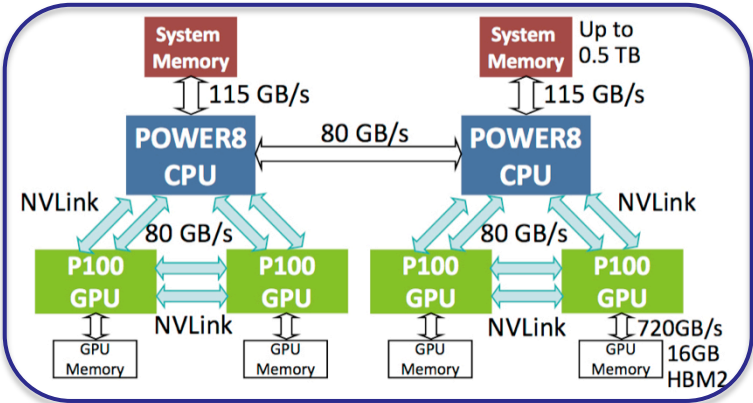 System
Memory
System
Memory
Up to
0.5 TB
115 GB/s
115 GB/s
POWER8
CPU
80 GB/s
POWER8
CPU
NVLink
80 GB/s
80 GB/s
NVLink
P100
GPU
P100
GPU
P100
GPU
P100
GPU
NVLink
NVLink
720GB/s
16GB
HBM2
GPU
Memory
GPU
Memory
GPU
Memory
GPU
Memory